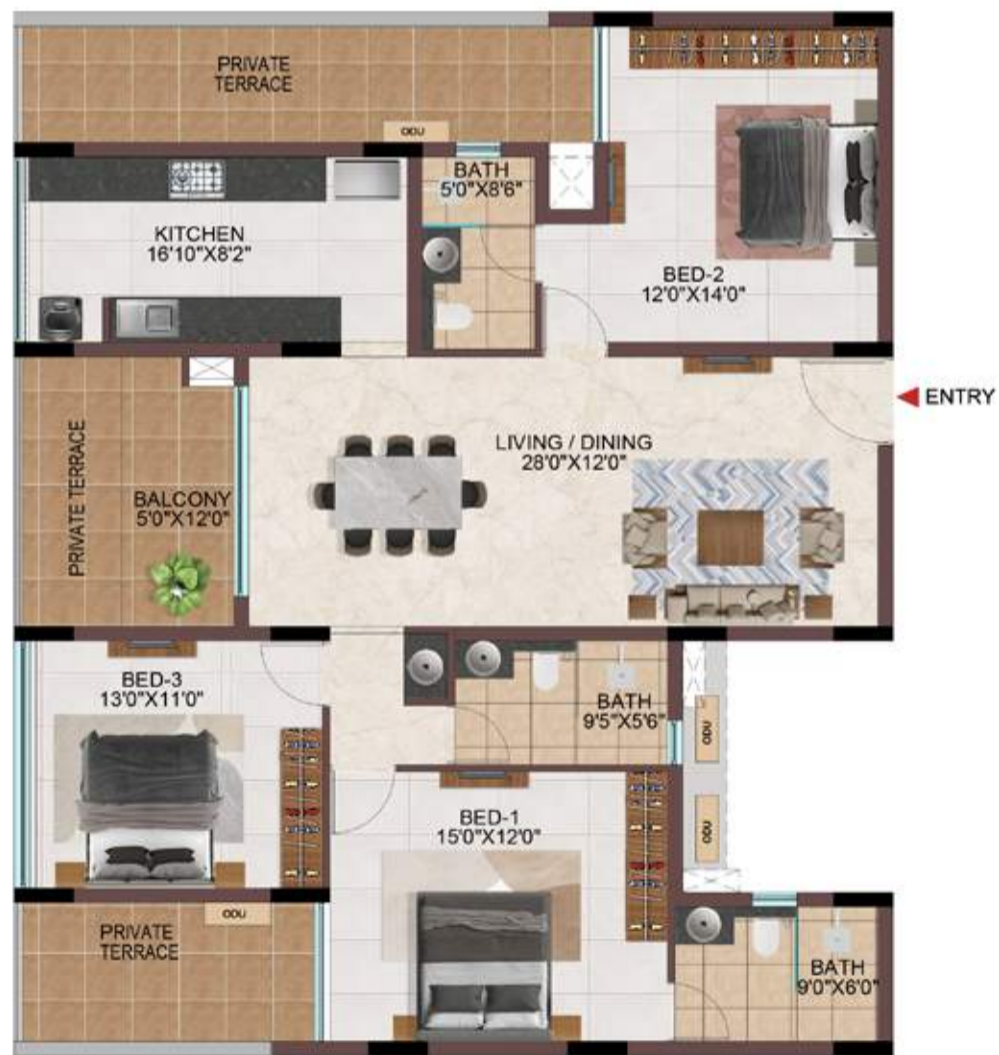 PRIVATE
TERRACE
ODU
BATH
5'0"X8'6"
KITCHEN
16'10"X8'2"
BED-2
12'0"X14'0"
ENTRY
LIVING / DINING
28'0"X12'0"
PRIVATE TERRACE
BALCONY
5'0"X12'0"
BED-3
13'0"X11'0"
BATH
9'5"X5'6"
ODU
ODU
BED-1
15'0"X12'0"
ODU
PRIVATE
TERRACE
BATH
9'0"X6'0"